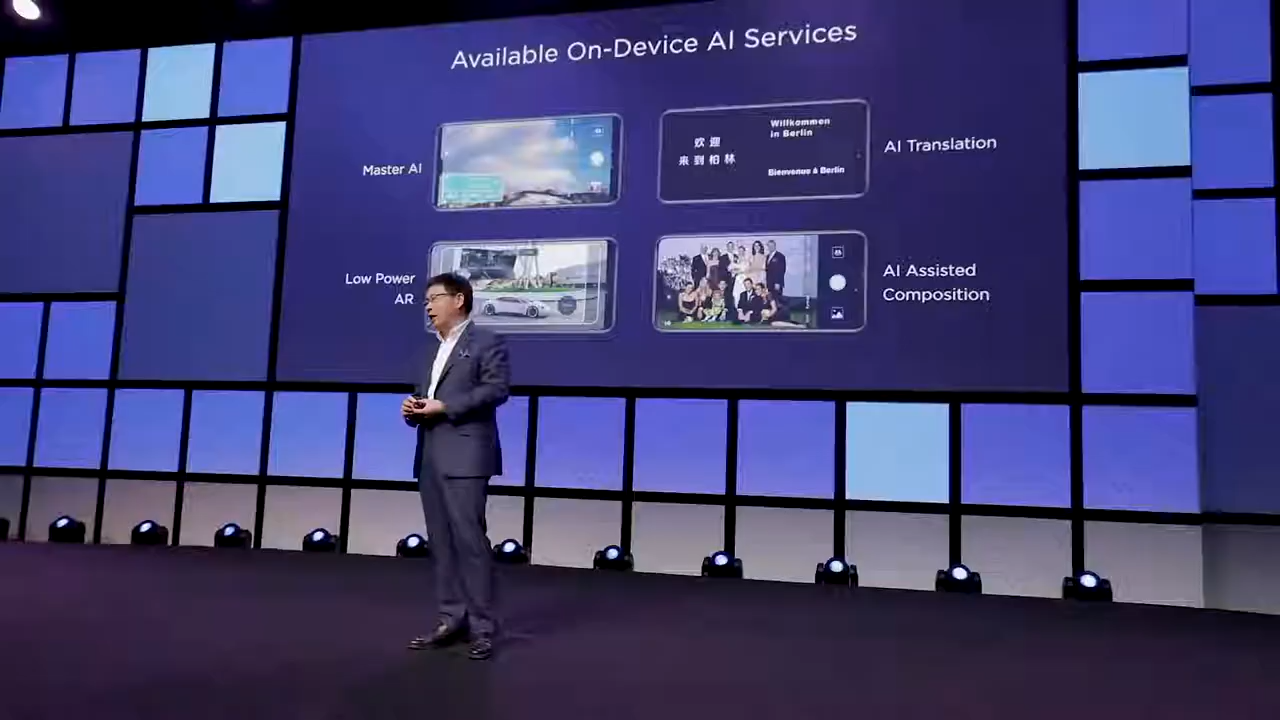 Available On-Device AI Services
Master AI
欢迎
来到柏林
Willkommen
in Berlin
Bienvenue à Berlin
AI Translation
Low Power
AR
AI Assisted
Composition